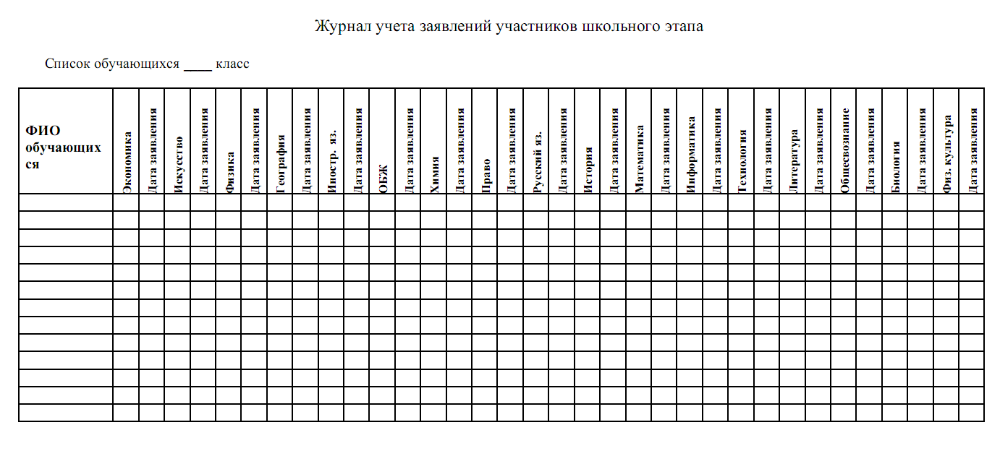 Журнал учета заявлений участников школьного этапа
Список обучающихся ____ класс
ФИО
обучающих
ся
Экономика
Дата заявления
Искусство
Дата заявления
Физика
Дата заявления
География
Дата заявления
Иностр. яз.
Дата заявления
ОБЖ
Дата заявления
Химия
Дата заявления
Право
Дата заявления
Русский яз.
Дата заявления
История
Дата заявления
Математика
Дата заявления
Информатика
Дата заявления
Технология
Дата заявления
Литература
Дата заявления
Обществознание
Дата заявления
Биология
Дата заявления
Физ. культура
Дата заявления